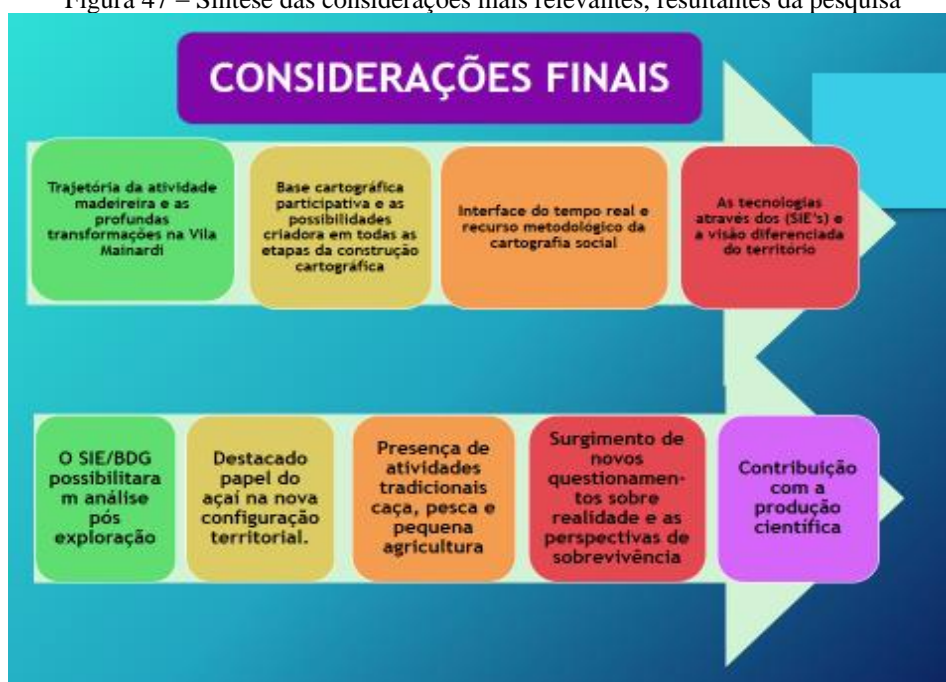 Figura 47 – Síntese das considerações mais relevantes, resultantes da pesquisa
CONSIDERAÇÕES FINAIS
Trajetória da atividade
madeireira e as
profundas
transformações na Vila
Mainardi
Base cartográfica
participativa e as
possibilidades
criadora em todas as
etapas da construção
cartográfica
Interface do tempo real e
recurso metodológico da
cartografia social
As tecnologias
através dos (SIE's) e
a visão diferenciada
do território
O SIE/BDG
possibilitara
m análise
pós
exploração
Destacado
papel do
açaí na nova
configuração
territorial.
Presença de
atividades
tradicionais
caça, pesca e
pequena
agricultura
Surgimento de
novos
questionamen-
tos sobre
realidade e as
perspectivas de
sobrevivência
Contribuição
com a
produção
científica